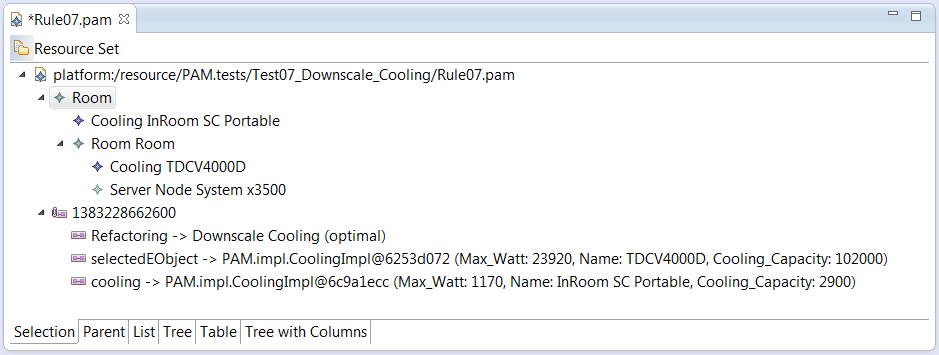 *Rule07.pam
Resource Set
platform:/resource/PAM.tests/Test07_Downscale_Cooling/Rule07.pam
Room
Cooling InRoom SC Portable
Room Room
Cooling TDCV4000D
Server Node System x3500
1383228662600
Refactoring -> Downscale Cooling (optimal)
selectedEObject -> PAM.impl.CoolingImpl@6253d072 (Max_Watt: 23920, Name: TDCV4000D, Cooling_Capacity: 102000)
cooling -> PAM.impl.CoolingImpl@6c9a1ecc (Max_Watt: 1170, Name: InRoom SC Portable, Cooling_Capacity: 2900)
Selection Parent List Tree Table Tree with Columns